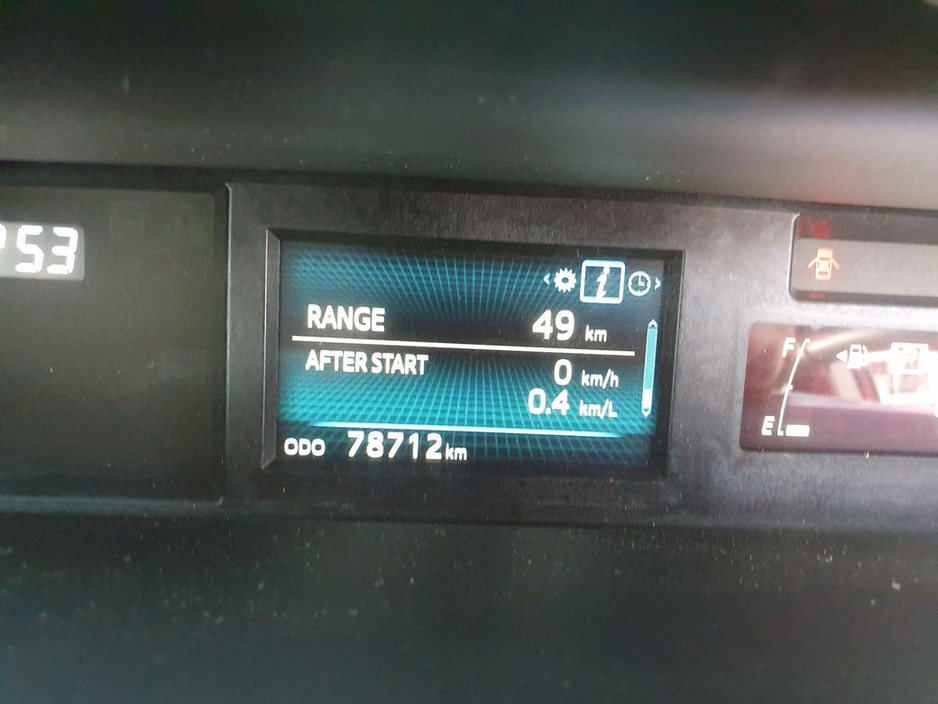 53
RANGE 49 km
AFTER START 0 km/h
0.4 km/L
ODO 78712 km
F
P
E